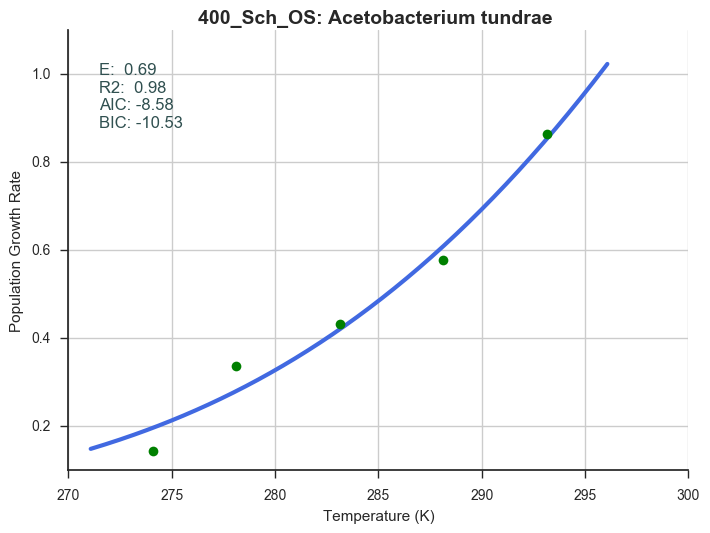 400_Sch_OS: Acetobacterium tundrae
E:  0.69
R2:  0.98
AIC: -8.58
BIC: -10.53
Population Growth Rate
1.0
0.8
0.6
0.4
0.2
270 275 280 285 290 295 300
Temperature (K)